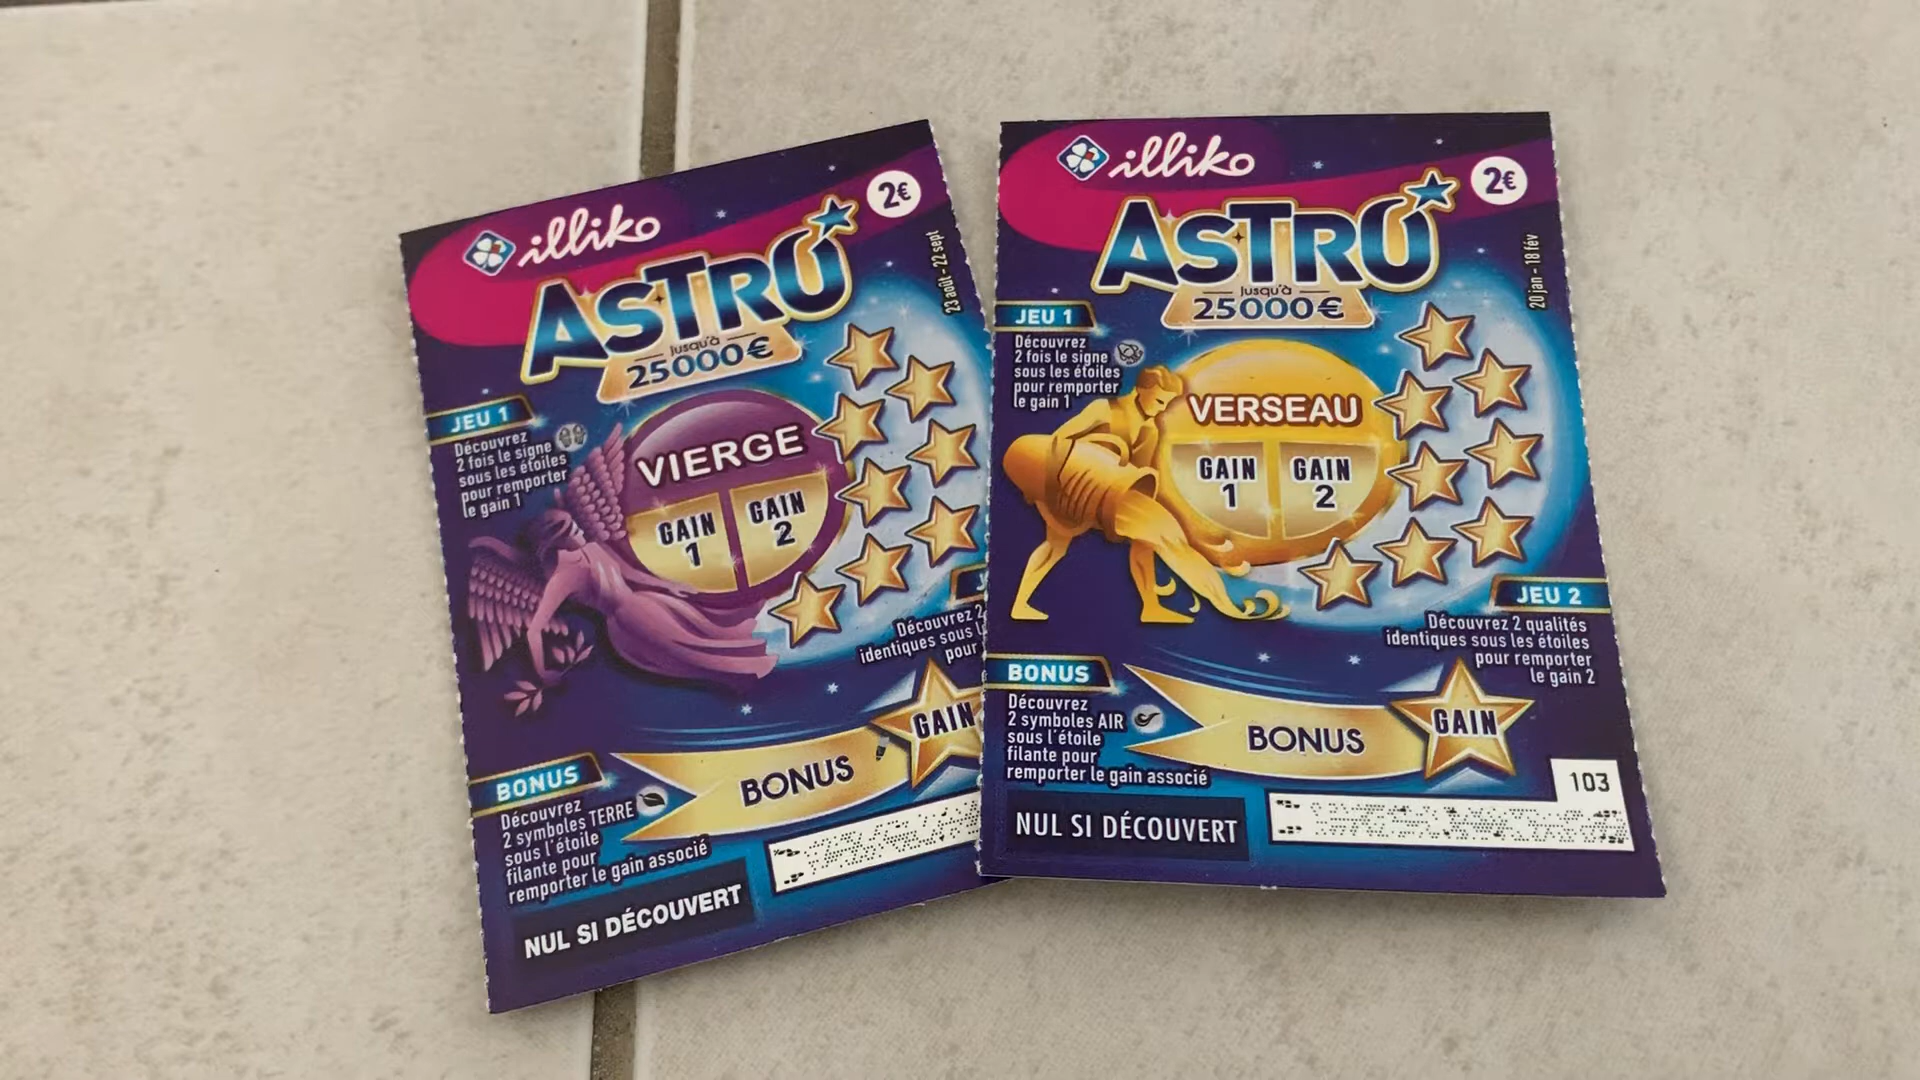 illiko
2€
ASTRO
23 août - 22 sept
Jusqu'à
25 000 €
JEU 1
Découvrez
2 fois le signe
sous les étoiles
pour remporter
le gain 1
VIERGE
GAIN
1
GAIN
2
Découvrez 2
identiques sous
pour
BONUS
Découvrez
2 symboles TERRE
sous l'étoile
filante pour
remporter le gain associé
BONUS
GAIN
NUL SI DÉCOUVERT
illiko
2€
ASTRO
20 jan - 18 fév
Jusqu'à
25 000 €
JEU 1
Découvrez
2 fois le signe
sous les étoiles
pour remporter
le gain 1
VERSEAU
GAIN
1
GAIN
2
JEU 2
Découvrez 2 qualités
identiques sous les étoiles
pour remporter
le gain 2
BONUS
Découvrez
2 symboles AIR
sous l'étoile
filante pour
remporter le gain associé
BONUS
GAIN
103
NUL SI DÉCOUVERT